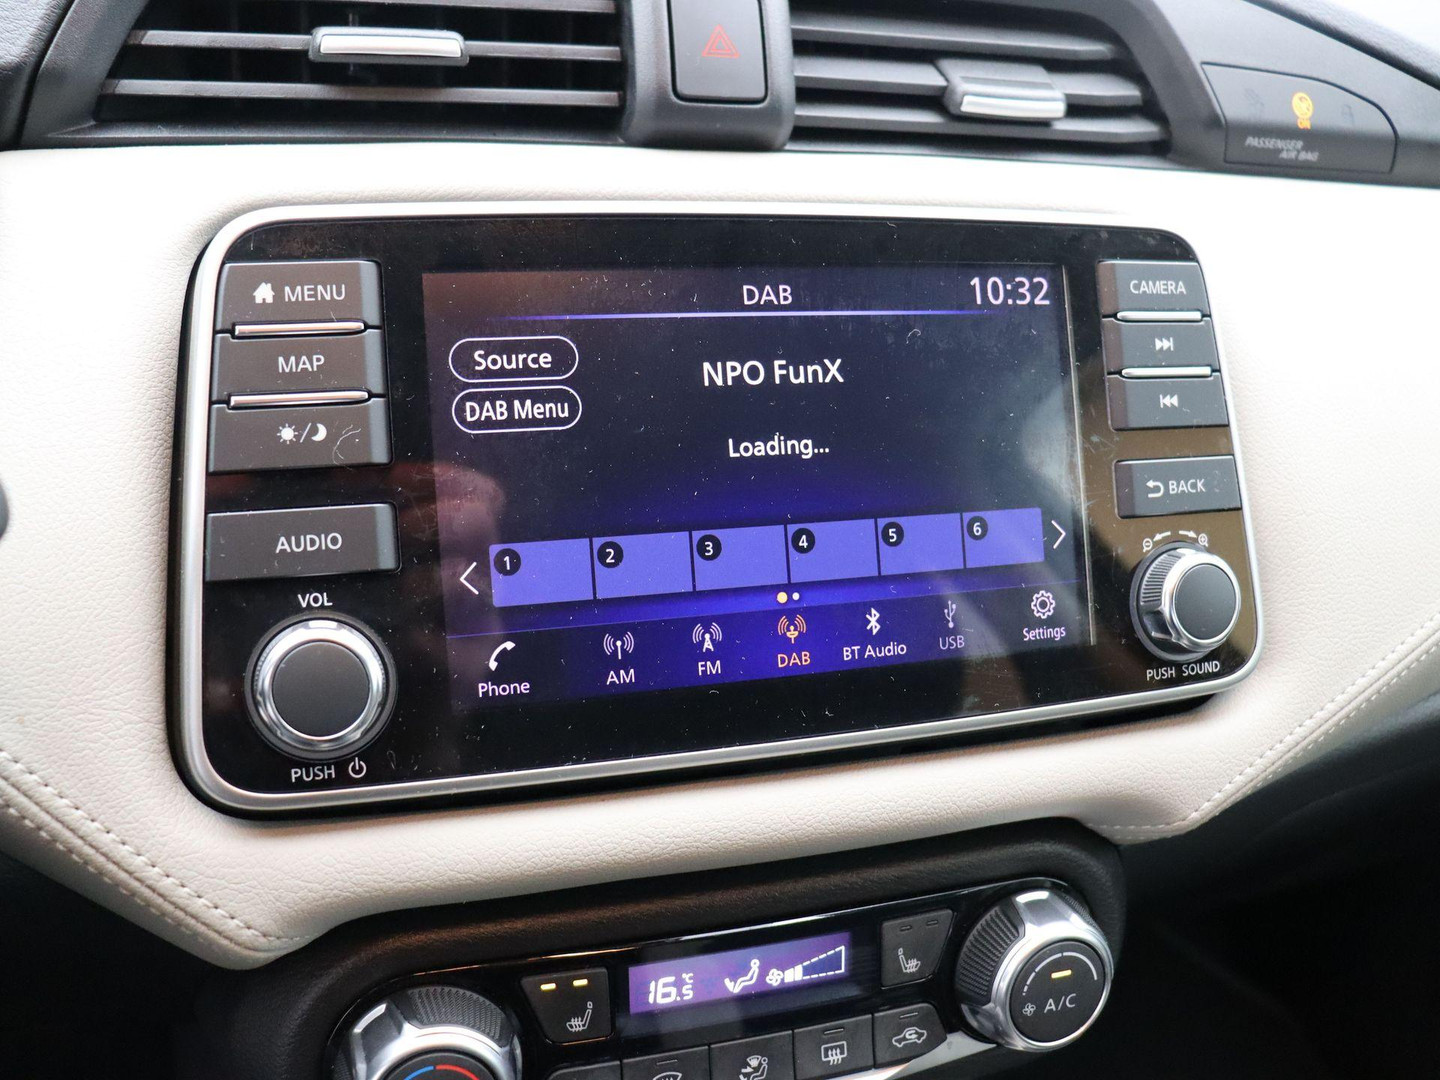 PASSENGER
AIR BAG
MENU
MAP
AUDIO
VOL
PUSH
DAB
10:32
Source
DAB Menu
NPO FunX
Loading...
1
2
3
4
5
6
Phone
AM
FM
DAB
BT Audio
USB
Settings
CAMERA
BACK
PUSH SOUND
16.5°C
A/C